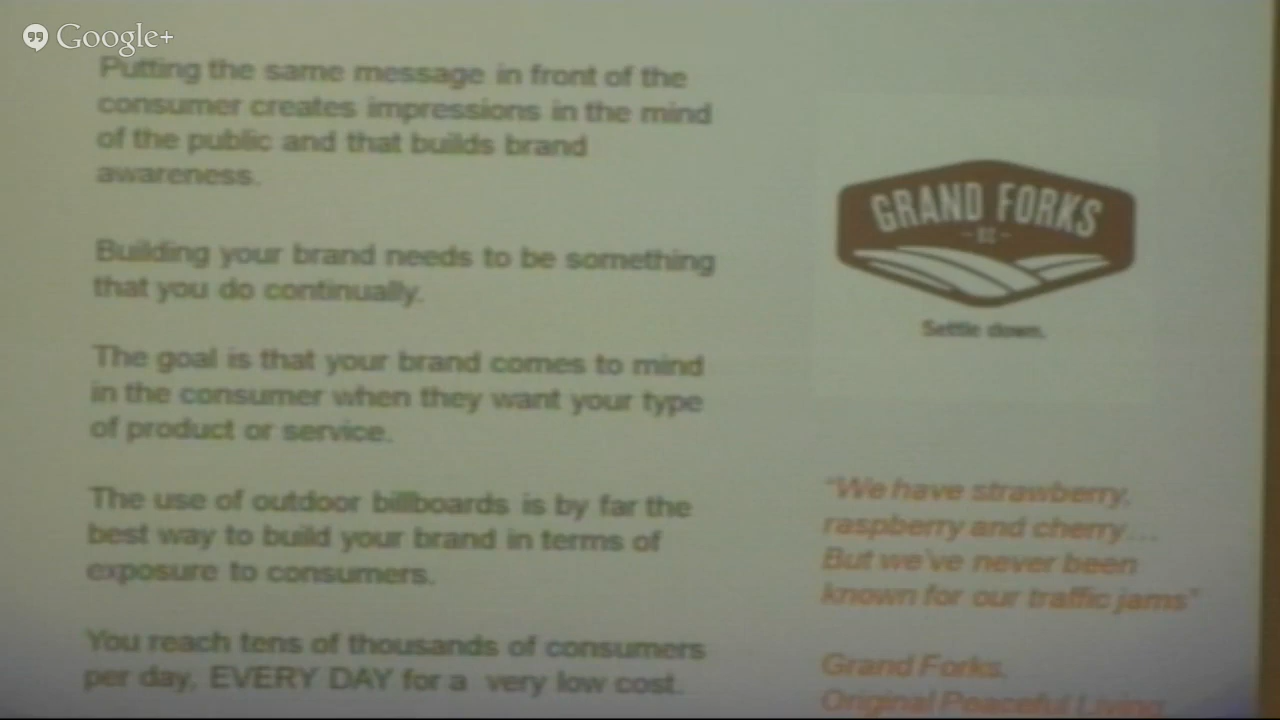 Google+
Putting the same message in front of the
consumer creates impressions in the mind
of the public and that builds brand
awareness.
Building your brand needs to be something
that you do continually.
The goal is that your brand comes to mind
in the consumer when they want your type
of product or service.
The use of outdoor billboards is by far the
best way to build your brand in terms of
exposure to consumers.
You reach tens of thousands of consumers
per day, EVERY DAY for a very low cost.
GRAND FORKS
- BC -
Settle down.
"We have strawberry,
raspberry and cherry...
But we've never been
known for our traffic jams"
Grand Forks.
Original Peaceful Living